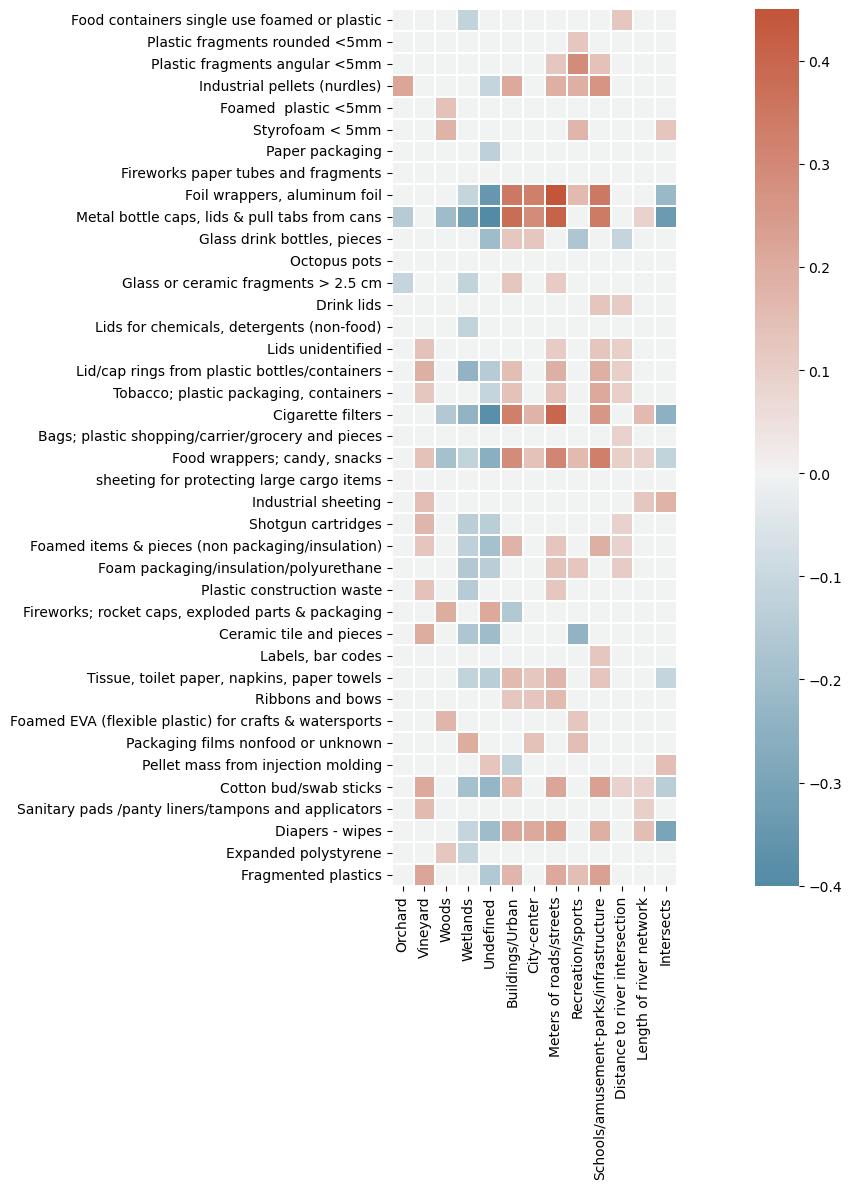 Food containers single use foamed or plastic
Plastic fragments rounded <5mm
Plastic fragments angular <5mm
Industrial pellets (nurdles)
Foamed  plastic <5mm
Styrofoam < 5mm
Paper packaging
Fireworks paper tubes and fragments
Foil wrappers, aluminum foil
Metal bottle caps, lids & pull tabs from cans
Glass drink bottles, pieces
Octopus pots
Glass or ceramic fragments > 2.5 cm
Drink lids
Lids for chemicals, detergents (non-food)
Lids unidentified
Lid/cap rings from plastic bottles/containers
Tobacco; plastic packaging, containers
Cigarette filters
Bags; plastic shopping/carrier/grocery and pieces
Food wrappers; candy, snacks
sheeting for protecting large cargo items
Industrial sheeting
Shotgun cartridges
Foamed items & pieces (non packaging/insulation)
Foam packaging/insulation/polyurethane
Plastic construction waste
Fireworks; rocket caps, exploded parts & packaging
Ceramic tile and pieces
Labels, bar codes
Tissue, toilet paper, napkins, paper towels
Ribbons and bows
Foamed EVA (flexible plastic) for crafts & watersports
Packaging films nonfood or unknown
Pellet mass from injection molding
Cotton bud/swab sticks
Sanitary pads /panty liners/tampons and applicators
Diapers - wipes
Expanded polystyrene
Fragmented plastics
Orchard
Vineyard
Woods
Wetlands
Undefined
Buildings/Urban
City-center
Meters of roads/streets
Recreation/sports
Schools/amusement-parks/infrastructure
Distance to river intersection
Length of river network
Intersects
0.4
0.3
0.2
0.1
0.0
−0.1
−0.2
−0.3
−0.4